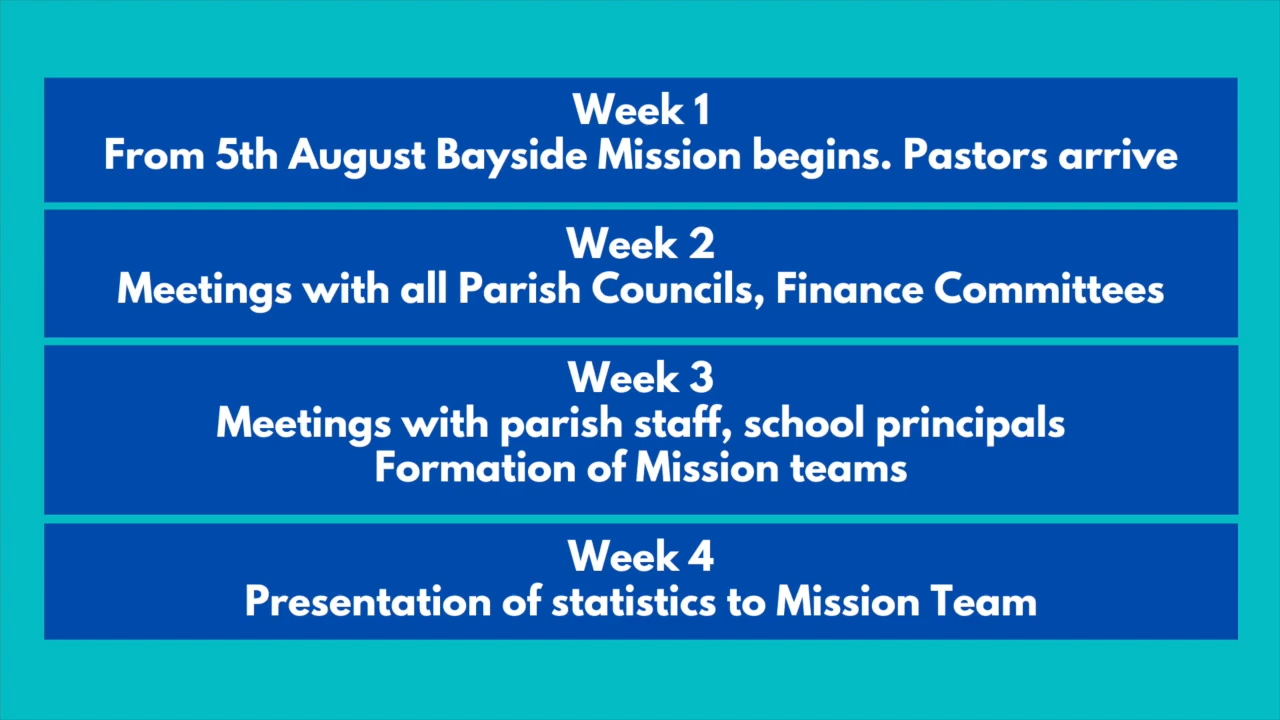 Week 1
From 5th August Bayside Mission begins. Pastors arrive
Week 2
Meetings with all Parish Councils, Finance Committees
Week 3
Meetings with parish staff, school principals
Formation of Mission teams
Week 4
Presentation of statistics to Mission Team